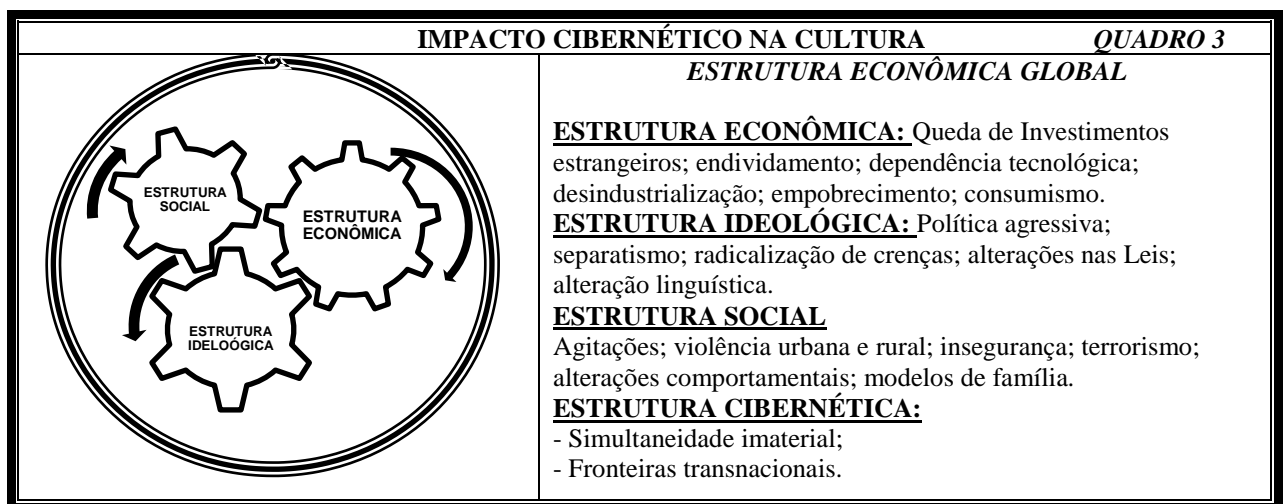 IMPACTO CIBERNÉTICO NA CULTURA QUADRO 3
ESTRUTURA
SOCIAL
ESTRUTURA
ECONÔMICA
ESTRUTURA
IDELOÓGICA
ESTRUTURA ECONÔMICA GLOBAL
ESTRUTURA ECONÔMICA: Queda de Investimentos
estrangeiros; endividamento; dependência tecnológica;
desindustrialização; empobrecimento; consumismo.
ESTRUTURA IDEOLÓGICA: Política agressiva;
separatismo; radicalização de crenças; alterações nas Leis;
alteração linguística.
ESTRUTURA SOCIAL
Agitações; violência urbana e rural; insegurança; terrorismo;
alterações comportamentais; modelos de família.
ESTRUTURA CIBERNÉTICA:
- Simultaneidade imaterial;
- Fronteiras transnacionais.